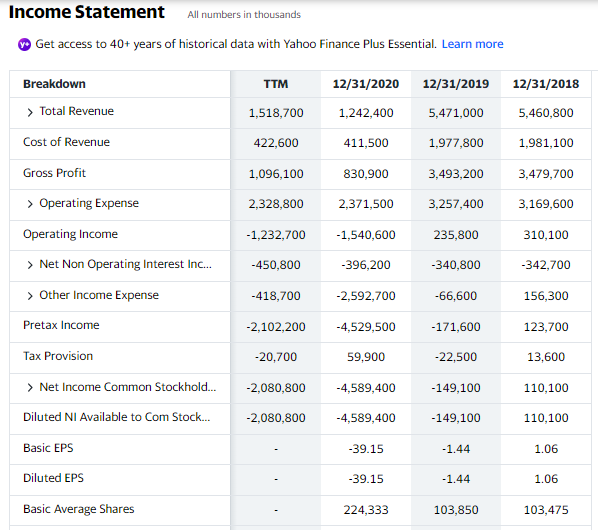 Income Statement All numbers in thousands
y+ Get access to 40+ years of historical data with Yahoo Finance Plus Essential. Learn more
Breakdown TTM 12/31/2020 12/31/2019 12/31/2018
> Total Revenue 1,518,700 1,242,400 5,471,000 5,460,800
Cost of Revenue 422,600 411,500 1,977,800 1,981,100
Gross Profit 1,096,100 830,900 3,493,200 3,479,700
> Operating Expense 2,328,800 2,371,500 3,257,400 3,169,600
Operating Income -1,232,700 -1,540,600 235,800 310,100
> Net Non Operating Interest Inc... -450,800 -396,200 -340,800 -342,700
> Other Income Expense -418,700 -2,592,700 -66,600 156,300
Pretax Income -2,102,200 -4,529,500 -171,600 123,700
Tax Provision -20,700 59,900 -22,500 13,600
> Net Income Common Stockhold... -2,080,800 -4,589,400 -149,100 110,100
Diluted NI Available to Com Stock... -2,080,800 -4,589,400 -149,100 110,100
Basic EPS - -39.15 -1.44 1.06
Diluted EPS - -39.15 -1.44 1.06
Basic Average Shares - 224,333 103,850 103,475